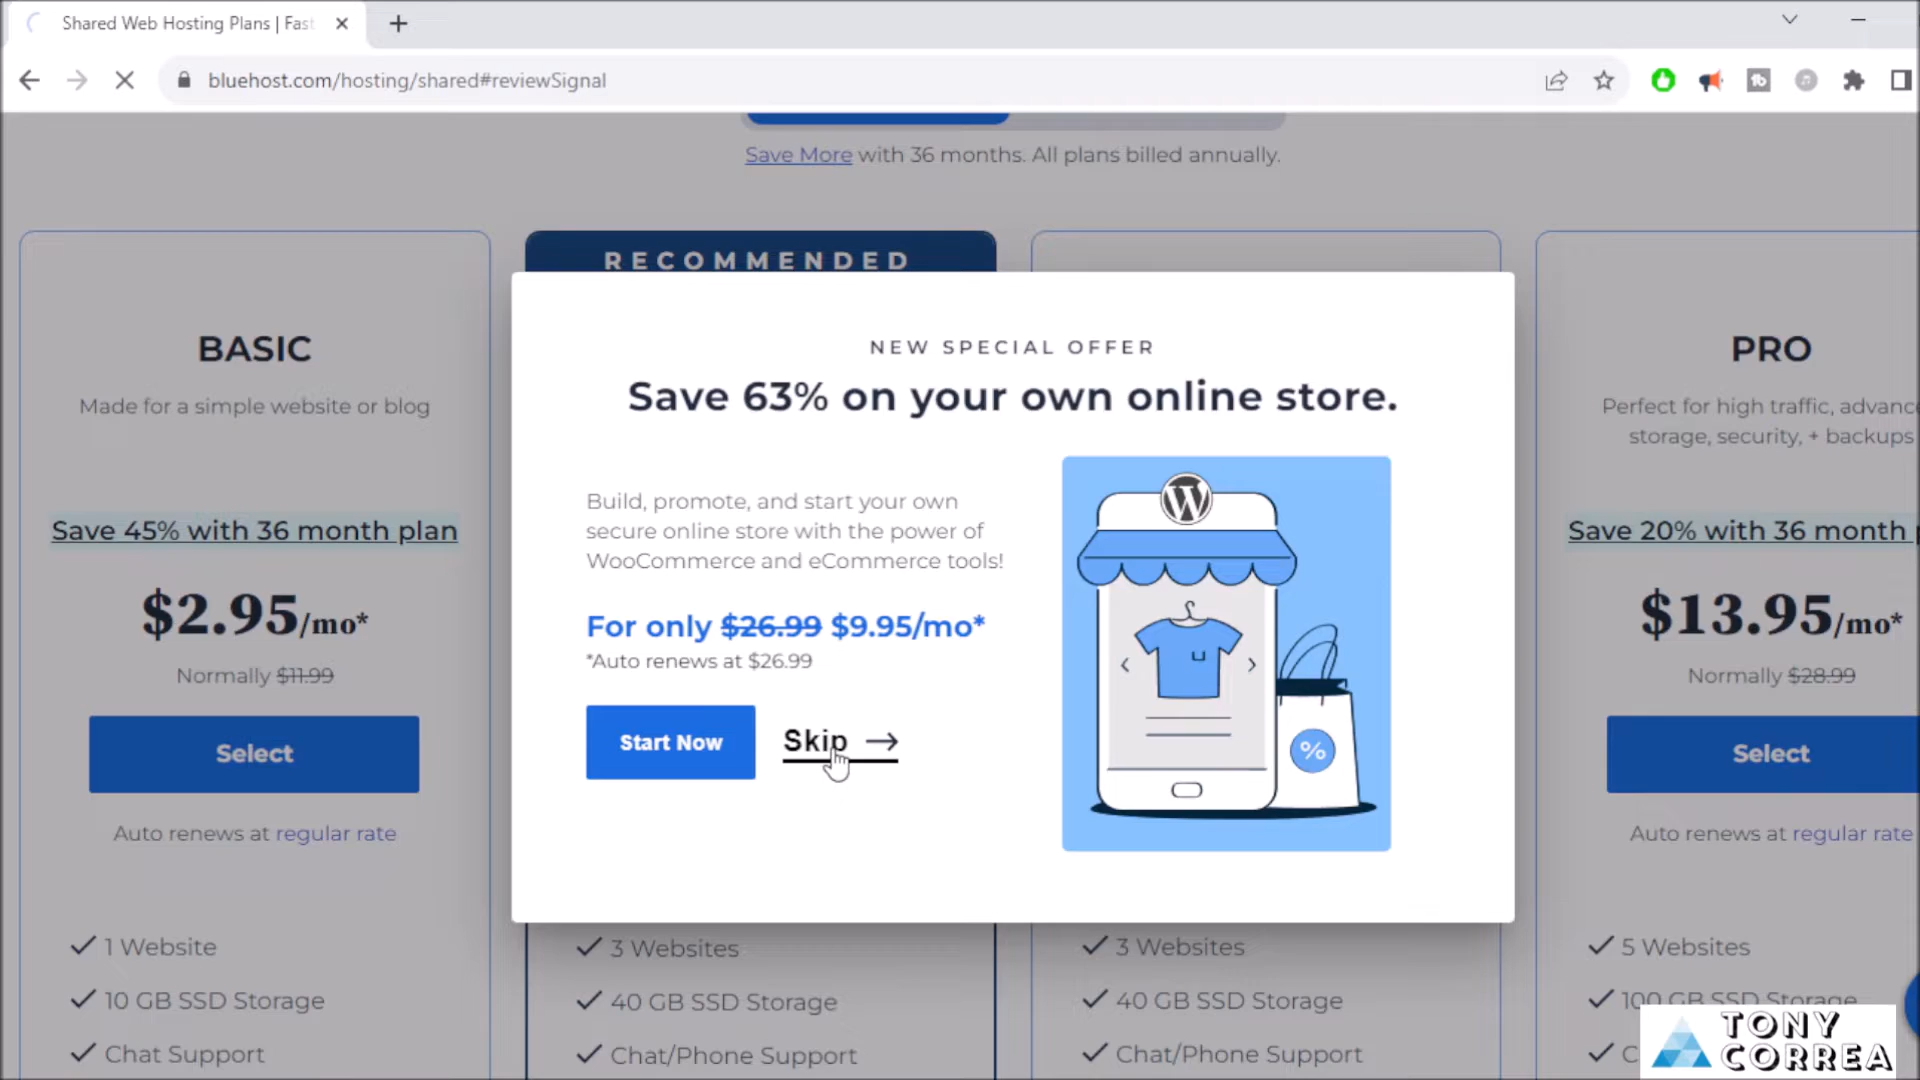 Shared Web Hosting Plans | Fast
bluehost.com/hosting/shared#reviewSignal
Save More with 36 months. All plans billed annually.
RECOMMENDED
BASIC
Made for a simple website or blog
Save 45% with 36 month plan
$2.95/mo*
Normally $11.99
Select
Auto renews at regular rate
1 Website
10 GB SSD Storage
Chat Support
NEW SPECIAL OFFER
Save 63% on your own online store.
Build, promote, and start your own
secure online store with the power of
WooCommerce and eCommerce tools!
For only $26.99 $9.95/mo*
*Auto renews at $26.99
Start Now
Skip →
W
%
3 Websites
40 GB SSD Storage
Chat/Phone Support
3 Websites
40 GB SSD Storage
Chat/Phone Support
PRO
Perfect for high traffic, advance
storage, security, + backups
Save 20% with 36 month p
$13.95/mo*
Normally $28.99
Select
Auto renews at regular rate
5 Websites
100 GB SSD Storage
C
TONY
CORREA